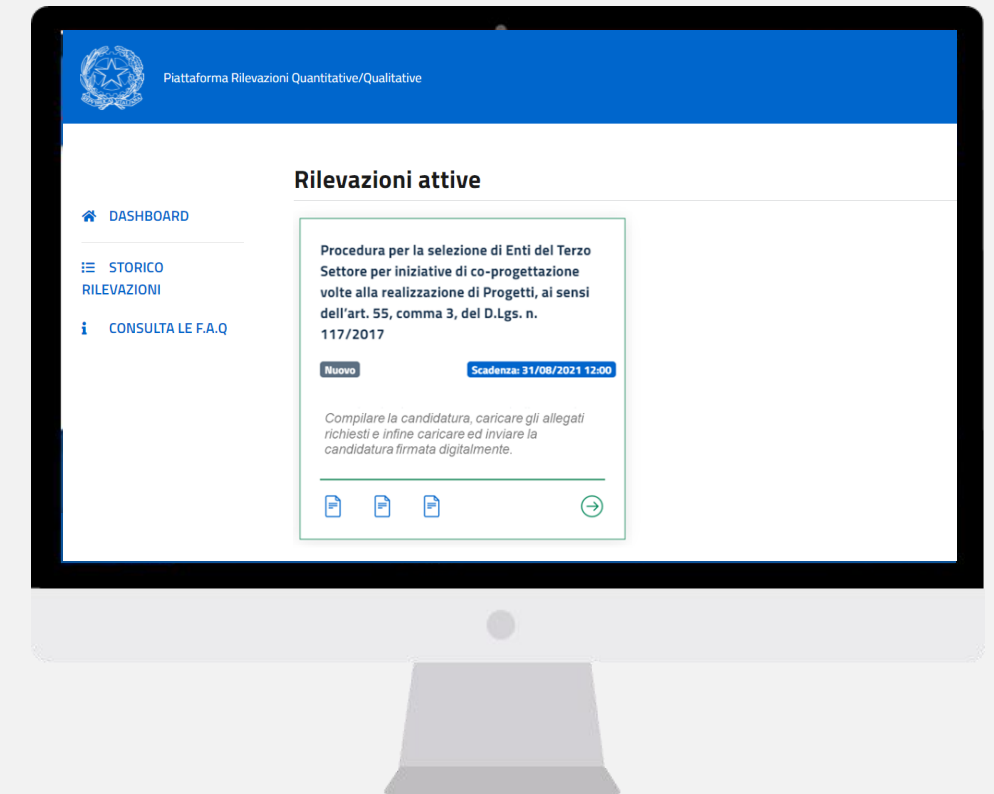 Piattaforma Rilevazioni Quantitative/Qualitative
Rilevazioni attive
DASHBOARD
STORICO
RILEVAZIONI
CONSULTA LE F.A.Q
Procedura per la selezione di Enti del Terzo
Settore per iniziative di co-progettazione
volte alla realizzazione di Progetti, ai sensi
dell'art. 55, comma 3, del D.Lgs. n.
117/2017
Nuovo
Scadenza: 31/08/2021 12:00
Compilare la candidatura, caricare gli allegati
richiesti e infine caricare ed inviare la
candidatura firmata digitalmente.